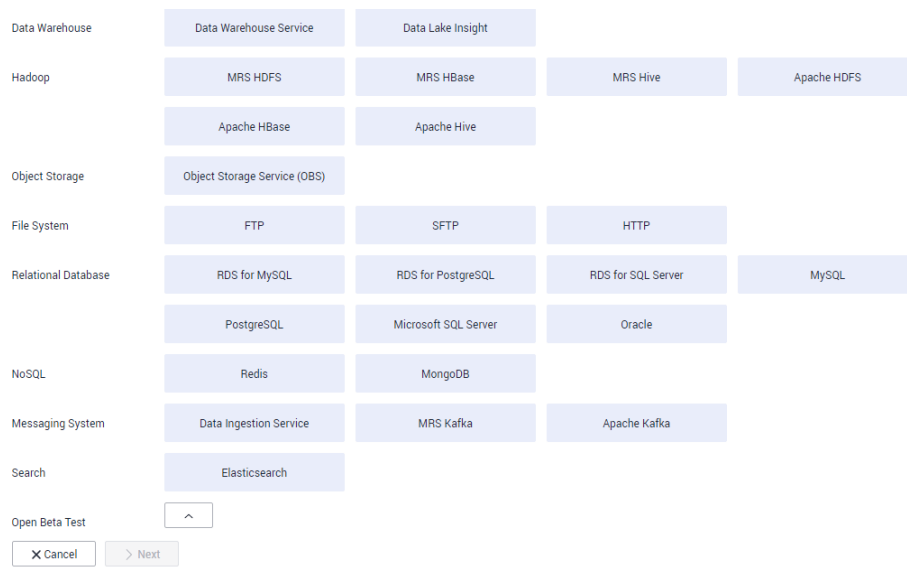 Data Warehouse Data Warehouse Service Data Lake Insight
Hadoop MRS HDFS MRS HBase MRS Hive Apache HDFS
Apache HBase Apache Hive
Object Storage Object Storage Service (OBS)
File System FTP SFTP HTTP
Relational Database RDS for MySQL RDS for PostgreSQL RDS for SQL Server MySQL
PostgreSQL Microsoft SQL Server Oracle
NoSQL Redis MongoDB
Messaging System Data Ingestion Service MRS Kafka Apache Kafka
Search Elasticsearch
Open Beta Test
Cancel Next